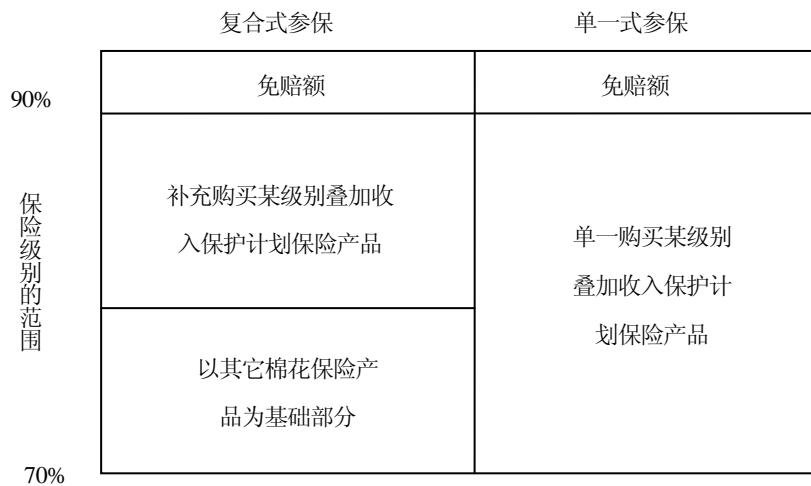 复合式参保
单一式参保
免赔额
免赔额
90%
补充购买某级别叠加收
入保护计划保险产品
单一购买某级别
叠加收入保护计
划保险产品
保险级别的范围
以其它棉花保险产
品为基础部分
70%